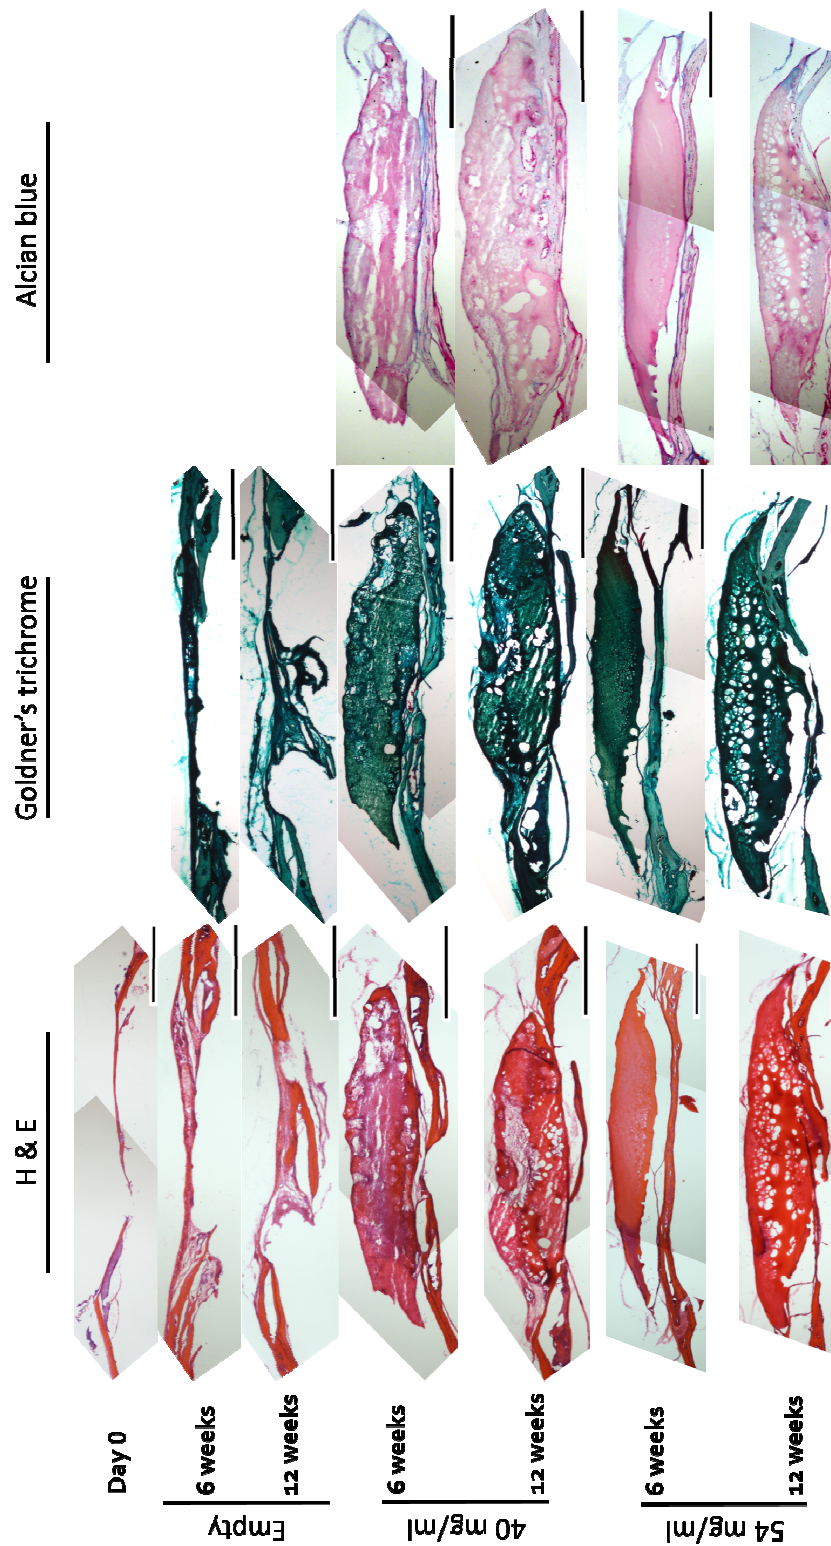 H & E
Goldner's trichrome
Alcian blue
Day 0
Empty
6 weeks
12 weeks
40 mg/ml
6 weeks
12 weeks
54 mg/ml
6 weeks
12 weeks